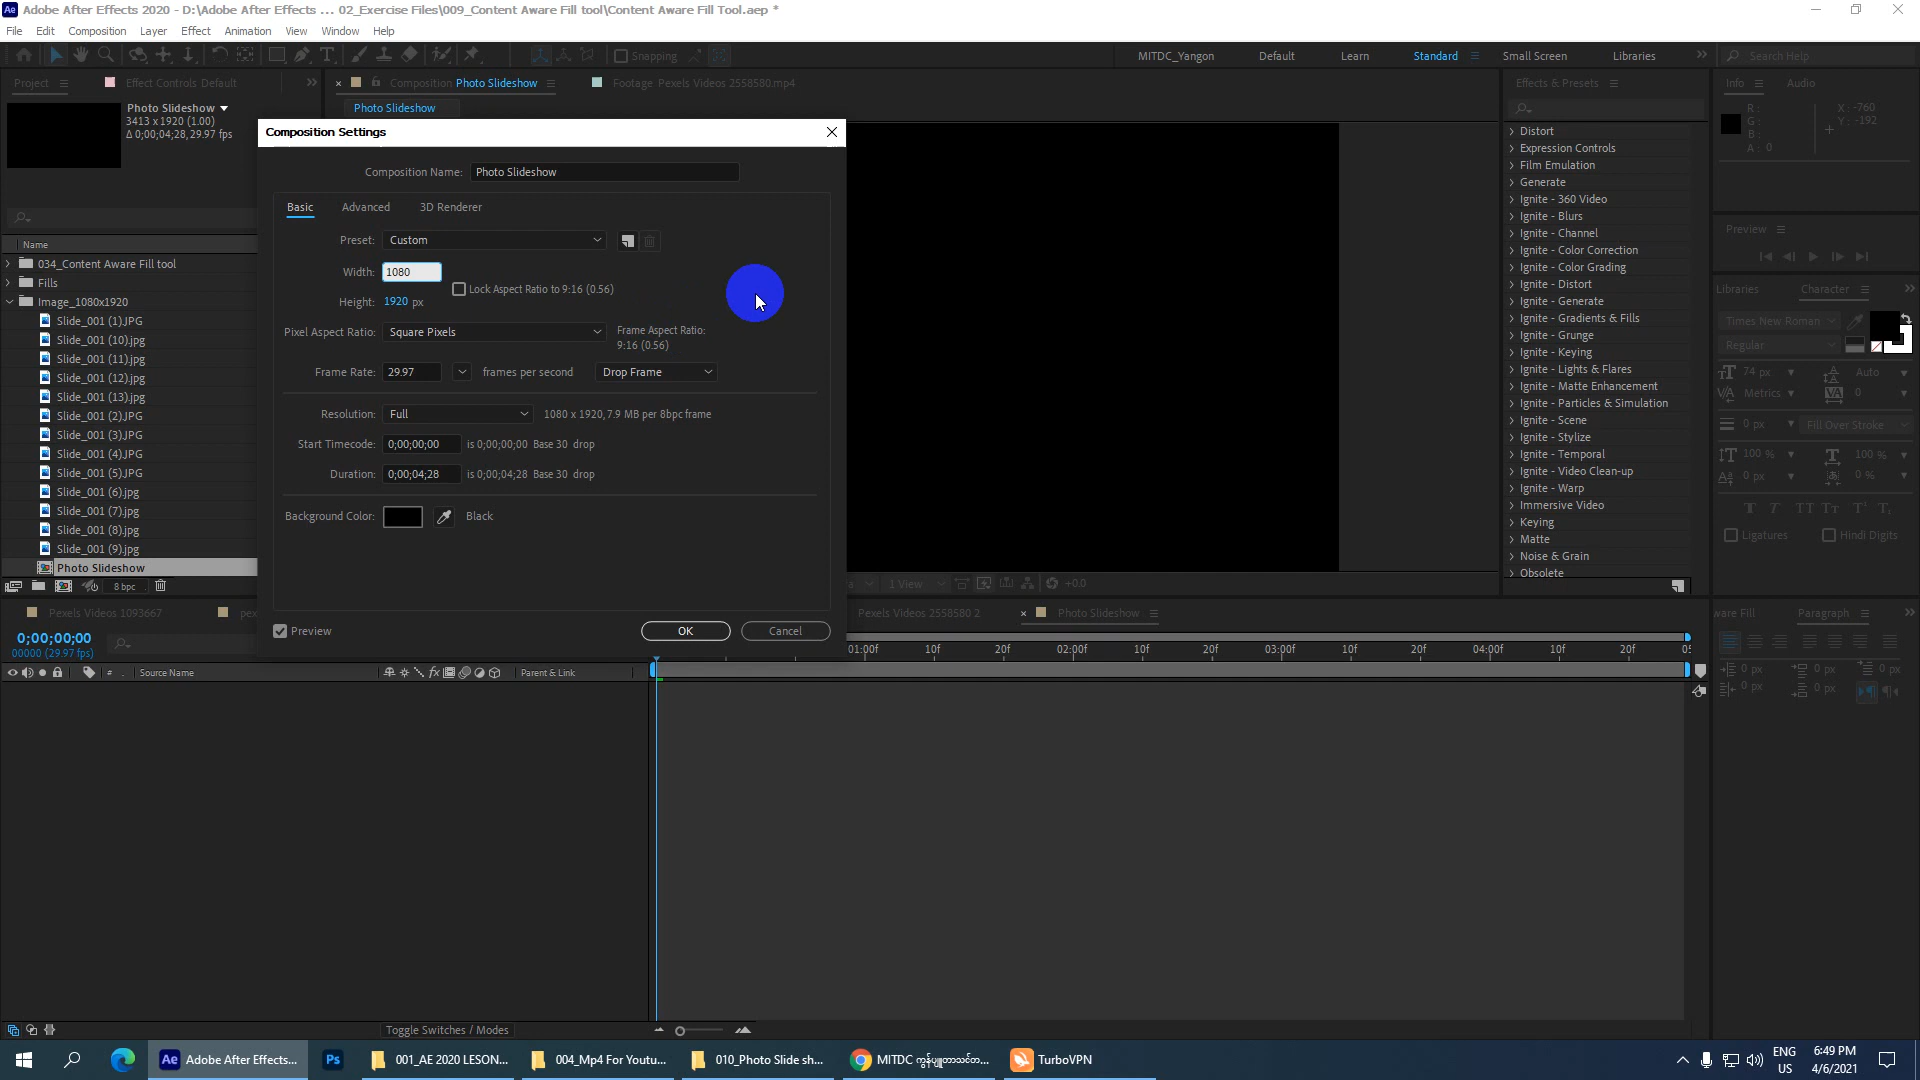 Adobe After Effects 2020 - D:\Adobe After Effects ... 02_Exercise Files\009_Content Aware Fill tool\Content Aware Fill Tool.aep *
File Edit Composition Layer Effect Animation View Window Help
Snapping MITDC_Yangon Default Learn Standard Small Screen Libraries Search Help
Project Effect Controls Default Composition Photo Slideshow Footage Pexels Videos 2558580.mp4 Effects & Presets Info Audio
Photo Slideshow
3413 x 1920 (1.00)
Δ 0;00;04;28, 29.97 fps
Photo Slideshow
Composition Settings
Composition Name: Photo Slideshow
Basic Advanced 3D Renderer
Preset: Custom
Width: 1080
Lock Aspect Ratio to 9:16 (0.56)
Height: 1920 px
Pixel Aspect Ratio: Square Pixels Frame Aspect Ratio:
9:16 (0.56)
Frame Rate: 29.97 frames per second Drop Frame
Resolution: Full 1080 x 1920, 7.9 MB per 8bpc frame
Start Timecode: 0;00;00;00 is 0;00;00;00 Base 30 drop
Duration: 0;00;04;28 is 0;00;04;28 Base 30 drop
Background Color: Black
Preview OK Cancel
Name
034_Content Aware Fill tool
Fills
Image_1080x1920
Slide_001 (1).JPG
Slide_001 (10).jpg
Slide_001 (11).jpg
Slide_001 (12).jpg
Slide_001 (13).jpg
Slide_001 (2).JPG
Slide_001 (3).JPG
Slide_001 (4).JPG
Slide_001 (5).JPG
Slide_001 (6).jpg
Slide_001 (7).jpg
Slide_001 (8).jpg
Slide_001 (9).jpg
Photo Slideshow
8 bpc
1 View +0.0
Distort
Expression Controls
Film Emulation
Generate
Ignite - 360 Video
Ignite - Blurs
Ignite - Channel
Ignite - Color Correction
Ignite - Color Grading
Ignite - Distort
Ignite - Generate
Ignite - Gradients & Fills
Ignite - Grunge
Ignite - Keying
Ignite - Lights & Flares
Ignite - Matte Enhancement
Ignite - Particles & Simulation
Ignite - Scene
Ignite - Stylize
Ignite - Temporal
Ignite - Video Clean-up
Ignite - Warp
Immersive Video
Keying
Matte
Noise & Grain
Obsolete
R: X: -760
G: Y: -192
B:
A: 0
Preview
Libraries Character
Times New Roman
Regular
74 px Auto
Metrics 0
0 px Fill Over Stroke
100 % 100 %
0 px 0 %
Ligatures Hindi Digits
Pexels Videos 1093667 Pexels Videos 2558580 2 Photo Slideshow
0;00;00;00
00000 (29.97 fps)
# Source Name Parent & Link
01:00f 10f 20f 02:00f 10f 20f 03:00f 10f 20f 04:00f 10f 20f
Paragraph
0 px 0 px 0 px
0 px 0 px
Toggle Switches / Modes
Adobe After Effects... 001_AE 2020 LESON... 004_Mp4 For Youtu... 010_Photo Slide sh... MITDC ကွန်ပျူတာသင်တ... TurboVPN
ENG
US
6:49 PM
4/6/2021